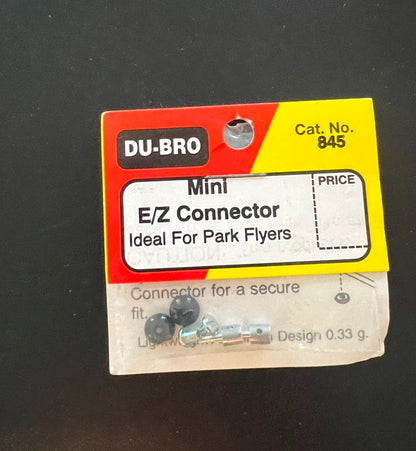 DU-BRO
Cat. No.
845
Mini
PRICE
E/Z Connector
Ideal For Park Flyers
Connector for a secure
fit.
Design 0.33 g.